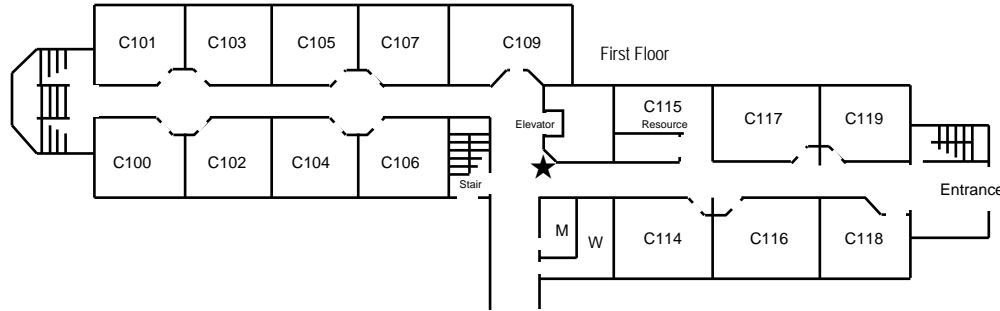 C101
C103
C105
C107
C109
First Floor
C115
Resource
C117
C119
Elevator
C100
C102
C104
C106
Stair
Entrance
M
W
C114
C116
C118